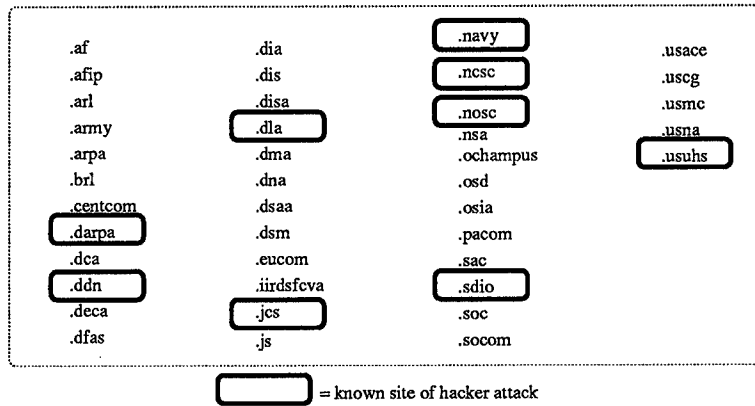 .af
.afip
.arl
.army
.arpa
.brl
.centcom
.darpa
.dca
.ddn
.deca
.dfas
.dia
.dis
.disa
.dla
.dma
.dna
.dsaa
.dsm
.eucom
.iirdsfcva
.jcs
.js
.navy
.ncsc
.nosc
.nsa
.ochampus
.osd
.osia
.pacom
.sac
.sdio
.soc
.socom
.usace
.uscg
.usmc
.usna
.usuhs
= known site of hacker attack